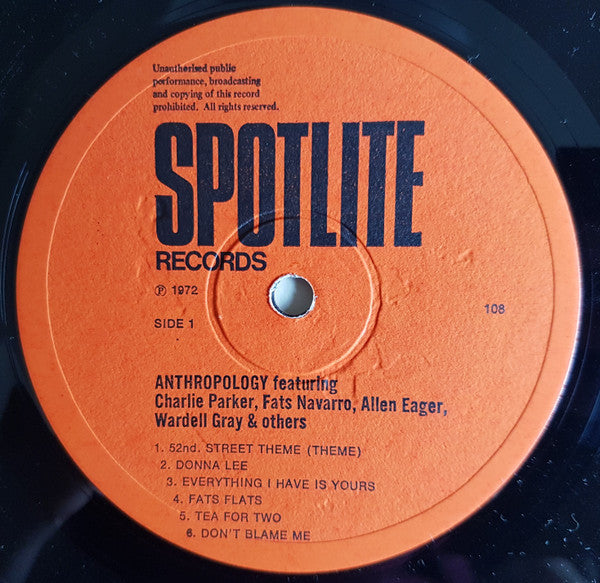 Unauthorised public
performance, broadcasting
and copying of this record
prohibited. All rights reserved.
SPOTLITE
RECORDS
℗ 1972
SIDE 1
108
ANTHROPOLOGY featuring
Charlie Parker, Fats Navarro, Allen Eager,
Wardell Gray & others
1. 52nd. STREET THEME (THEME)
2. DONNA LEE
3. EVERYTHING I HAVE IS YOURS
4. FATS FLATS
5. TEA FOR TWO
6. DON'T BLAME ME